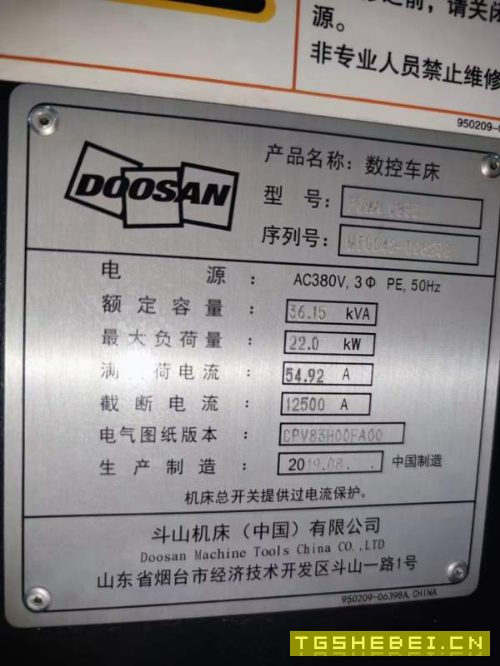 源。
非专业人员禁止维修
950209-0
DOOSAN
产品名称：数控车床
型 号：
序列号：
电 源 ： AC380V, 3Φ PE, 50Hz
额定容量 ： 36.15 kVA
最大负荷量 ： 22.0 kW
满 荷电流 ： 54.92 A
截断电流 ： 12500 A
电气图纸版本 ： CPV83H00FA00
生产制造 ： 2019.08. . 中国制造
机床总开关提供过电流保护。
斗山机床（中国）有限公司
Doosan Machine Tools China CO.,LTD
山东省烟台市经济技术开发区斗山一路1号
950209-06398A, CHINA
TGSHEBEI.CN